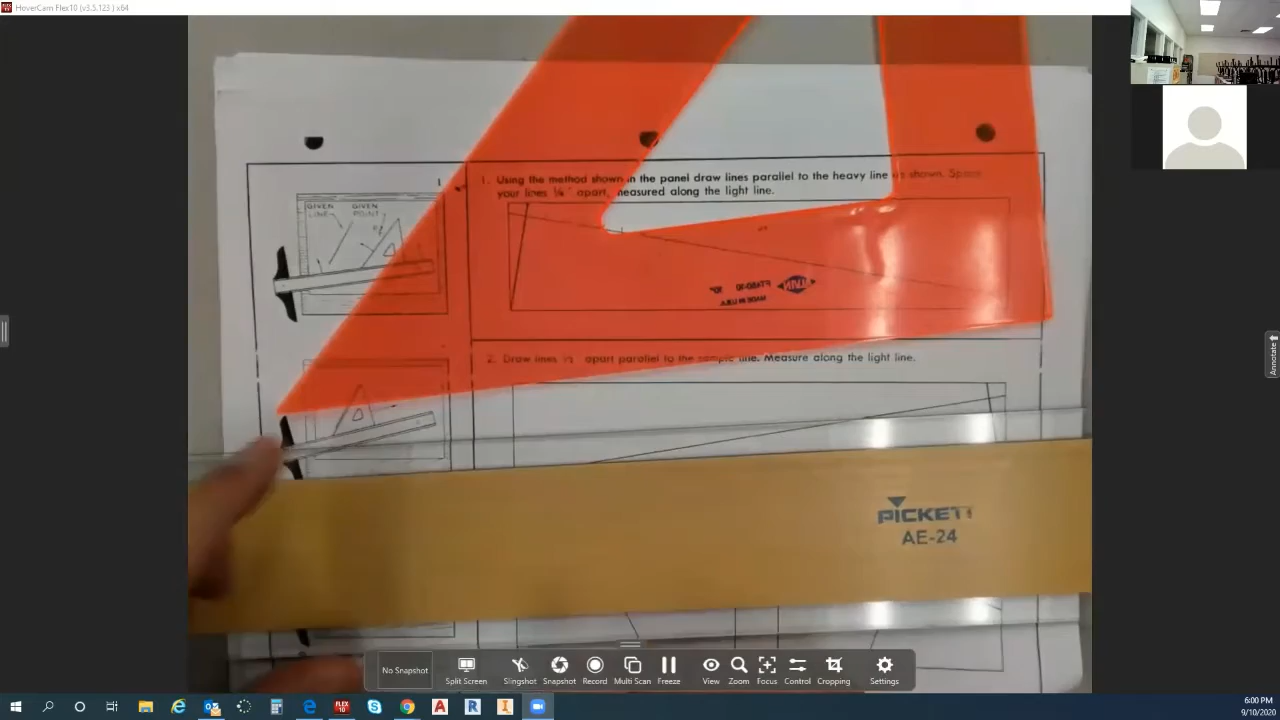 HoverCam Flex10 (v3.5.123) x64
GIVEN GIVEN
LINE POINT
1
1. Using the method shown in the panel draw lines parallel to the heavy line as shown. Space
your lines ¼" apart, measured along the light line.
MADE IN U.S.A.
2. Draw lines apart parallel to the sample line. Measure along the light line.
PICKETT
AE-24
Annotate
No Snapshot
Split Screen
Slingshot
Snapshot
Record
Multi Scan
Freeze
View
Zoom
Focus
Control
Cropping
Settings
6:00 PM
9/10/2020